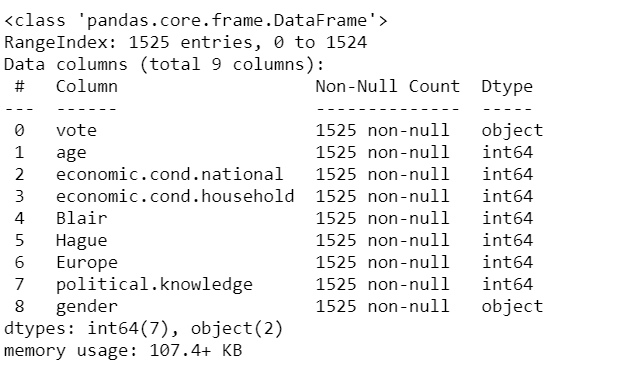 <class 'pandas.core.frame.DataFrame'>
RangeIndex: 1525 entries, 0 to 1524
Data columns (total 9 columns):
 #   Column                   Non-Null Count  Dtype
---  ------                   --------------  -----
 0   vote                     1525 non-null   object
 1   age                      1525 non-null   int64
 2   economic.cond.national   1525 non-null   int64
 3   economic.cond.household  1525 non-null   int64
 4   Blair                    1525 non-null   int64
 5   Hague                    1525 non-null   int64
 6   Europe                   1525 non-null   int64
 7   political.knowledge      1525 non-null   int64
 8   gender                   1525 non-null   object
dtypes: int64(7), object(2)
memory usage: 107.4+ KB